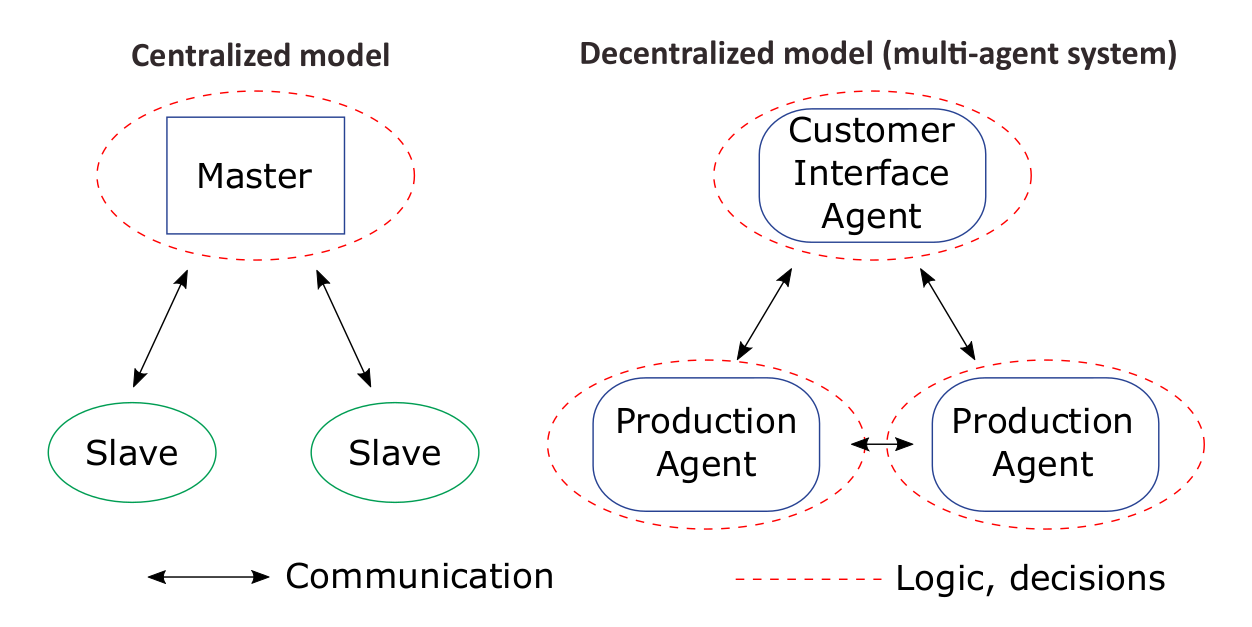 Centralized model
Decentralized model (multi-agent system)
Master
Customer
Interface
Agent
Slave
Slave
Production
Agent
Production
Agent
Communication
Logic, decisions